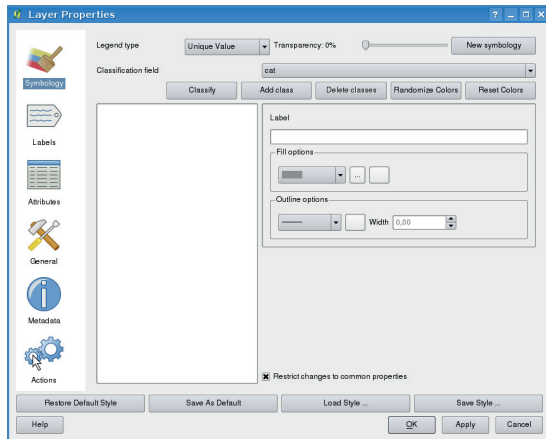 Layer Properties
Legend type
Unique Value
Transparency: 0%
New symbology
Classification field
cat
Classify
Add class
Delete classes
Randomize Colors
Reset Colors
Symbology
Labels
Attributes
General
Metadata
Actions
Label
Fill options
...
Outline options
Width
0,00
Restrict changes to common properties
Restore Default Style
Save As Default
Load Style ...
Save Style ...
Help
OK
Apply
Cancel